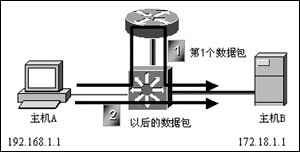 1 第1个数据包
主机A
2 以后的数据包
主机B
192.168.1.1
172.18.1.1